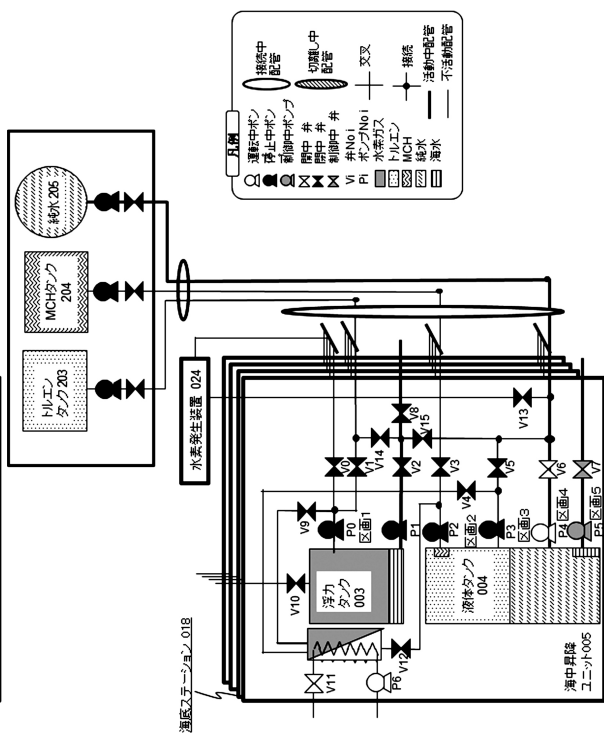 純水 205
MCHタンク
204
トルエン
タンク 203
凡例
運転中ポン
停止中ポン
制御中ポンプ
開中 弁
閉中 弁
制御中 弁
Vi 弁No i
Pi ポンプNo i
水素ガス
トルエン
MCH
純水
海水
接続中
配管
切離し中
配管
交叉
接続
活動中配管
不活動配管
水素発生装置 024
海底ステーション 018
V0
V1
V14
V2
V8
V15
V3
V4
V5
V13
V6
V7
V9
V10
V11
V12
P0
区画1
P1
P2
区画2
P3
区画3
P4
区画4
P5
区画5
P6
浮力
タンク
003
液体タンク
004
海中昇降
ユニット005